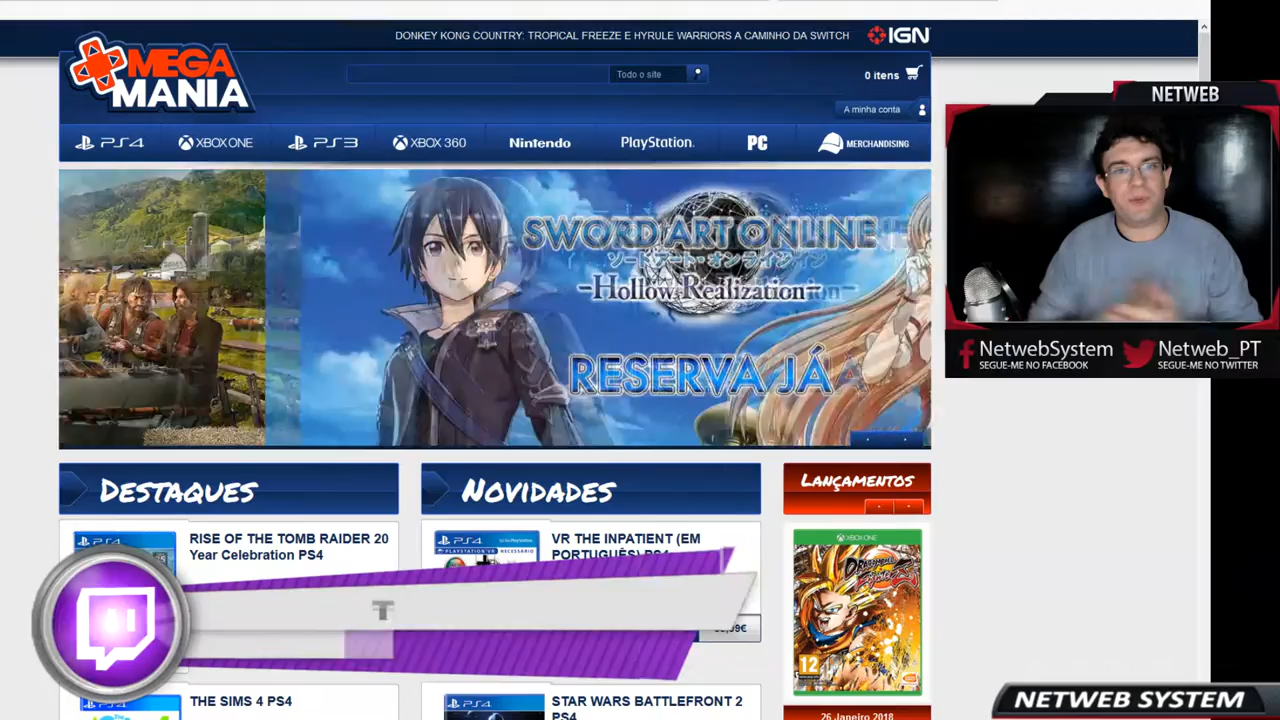 DONKEY KONG COUNTRY: TROPICAL FREEZE E HYRULE WARRIORS A CAMINHO DA SWITCH
IGN
MEGA
MANIA
Todo o site
0 itens
A minha conta
PS4
XBOX ONE
PS3
XBOX 360
Nintendo
PlayStation.
PC
MERCHANDISING
NETWEB
SWORD ART ONLINE
ソードアート・オンライン
-Hollow Realization-
RESERVA JÁ
NetwebSystem
SEGUE-ME NO FACEBOOK
Netweb_PT
SEGUE-ME NO TWITTER
DESTAQUES
NOVIDADES
LANÇAMENTOS
PS4
RISE OF THE TOMB RAIDER 20
Year Celebration PS4
PS4
VR THE INPATIENT (EM
PORTUGUÊS) PS4
XBOX ONE
DRAGONBALL
FIGHTERZ
12
T
THE SIMS 4 PS4
PS4
STAR WARS BATTLEFRONT 2
PS4
26 Janeiro 2018
NETWEB SYSTEM